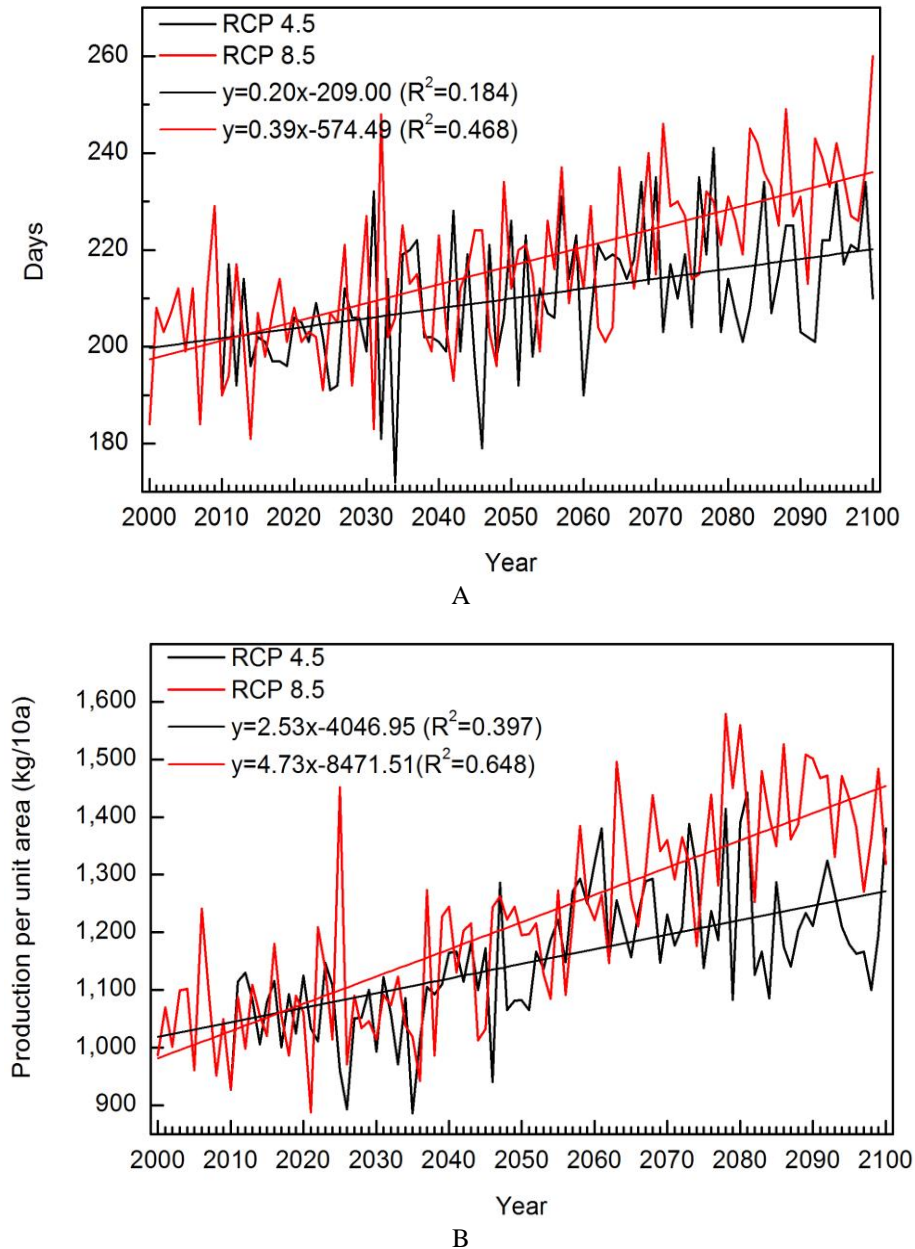 RCP 4.5
RCP 8.5
y=0.20x-209.00 (R²=0.184)
y=0.39x-574.49 (R²=0.468)
260
240
220
200
180
Days
2000 2010 2020 2030 2040 2050 2060 2070 2080 2090 2100
Year
A
RCP 4.5
RCP 8.5
y=2.53x-4046.95 (R²=0.397)
y=4.73x-8471.51(R²=0.648)
1,600
1,500
1,400
1,300
1,200
1,100
1,000
900
Production per unit area (kg/10a)
2000 2010 2020 2030 2040 2050 2060 2070 2080 2090 2100
Year
B